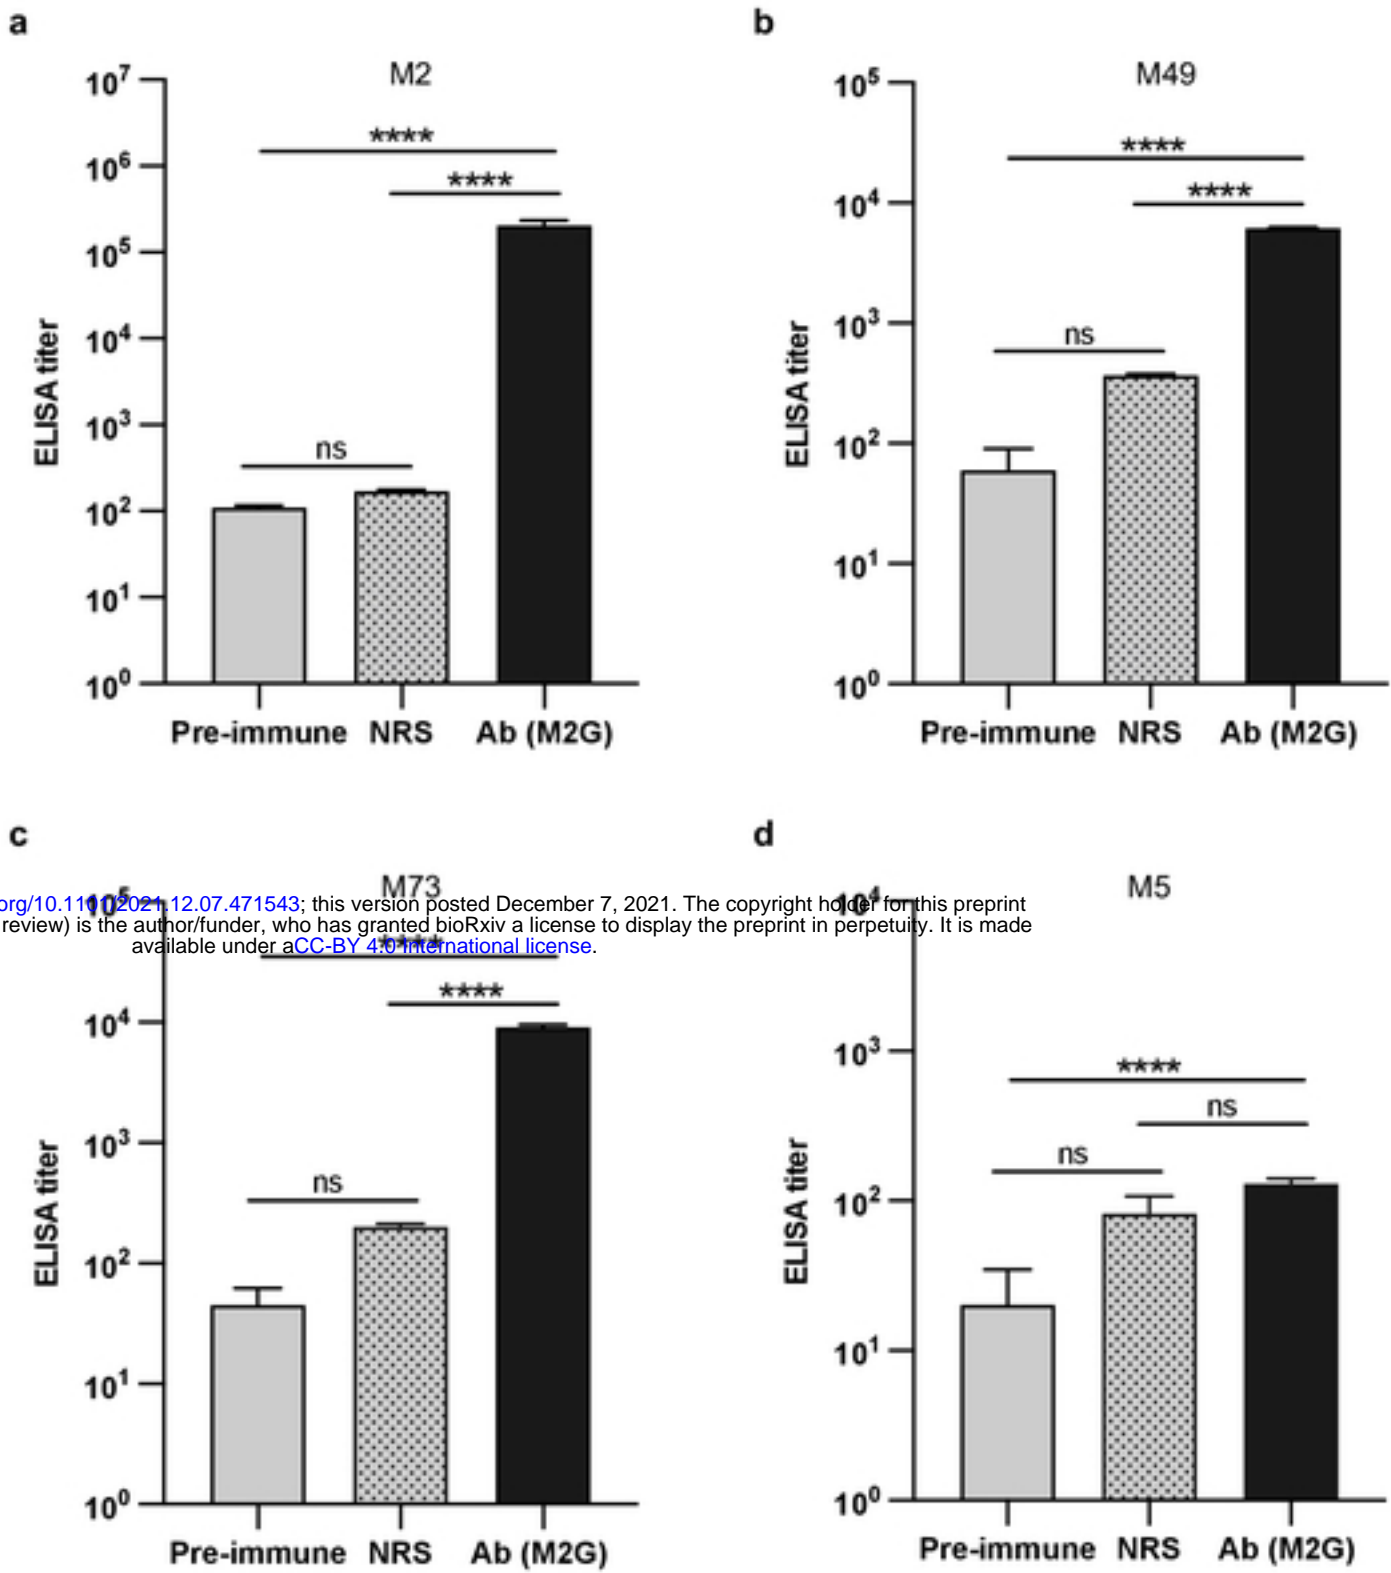 a
M2
10⁷
10⁶
10⁵
10⁴
10³
10²
10¹
10⁰
ELISA titer
****
****
ns
Pre-immune NRS Ab (M2G)
b
M49
10⁵
10⁴
10³
10²
10¹
10⁰
ELISA titer
****
****
ns
Pre-immune NRS Ab (M2G)
c
M73
org/10.1101/2021.12.07.471543; this version posted December 7, 2021. The copyright holder for this preprint
review) is the author/funder, who has granted bioRxiv a license to display the preprint in perpetuity. It is made
available under aCC-BY 4.0 International license.
10⁵
10⁴
10³
10²
10¹
10⁰
ELISA titer
****
****
ns
Pre-immune NRS Ab (M2G)
d
M5
10⁴
10³
10²
10¹
10⁰
ELISA titer
****
ns
ns
Pre-immune NRS Ab (M2G)